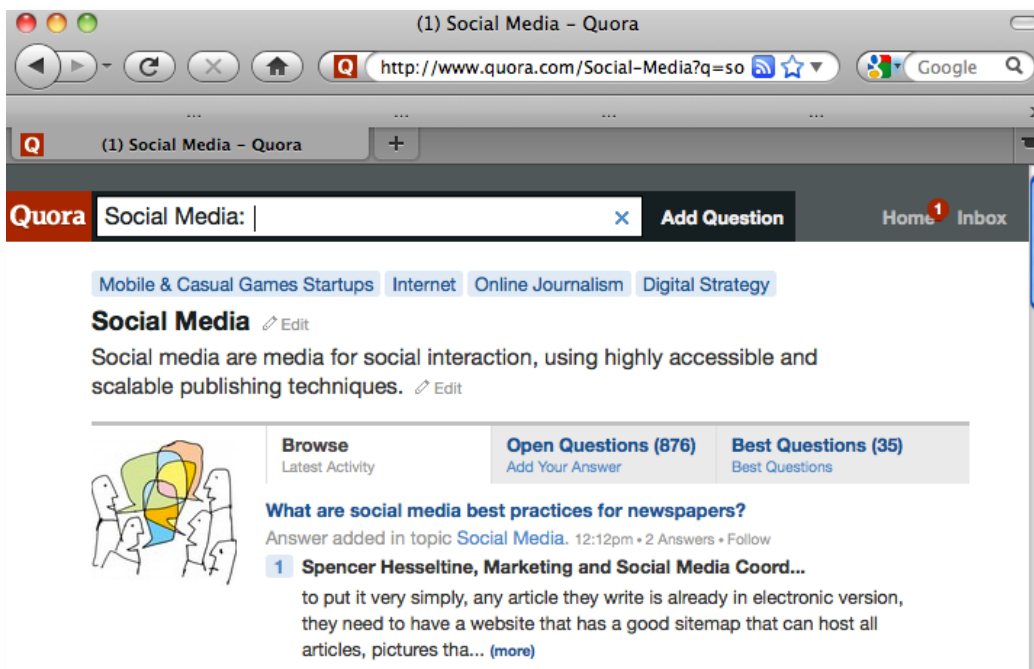 (1) Social Media – Quora
Q http://www.quora.com/Social-Media?q=so Google
... ... ... ...
Q (1) Social Media – Quora +
Quora Social Media: × Add Question Home 1 Inbox
Mobile & Casual Games Startups Internet Online Journalism Digital Strategy
Social Media Edit
Social media are media for social interaction, using highly accessible and
scalable publishing techniques. Edit
Browse Open Questions (876) Best Questions (35)
Latest Activity Add Your Answer Best Questions
What are social media best practices for newspapers?
Answer added in topic Social Media. 12:12pm • 2 Answers • Follow
1 Spencer Hesseltine, Marketing and Social Media Coord...
to put it very simply, any article they write is already in electronic version,
they need to have a website that has a good sitemap that can host all
articles, pictures tha... (more)